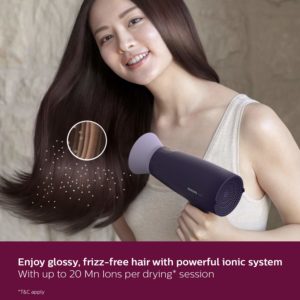 Enjoy glossy, frizz-free hair with powerful ionic system
With up to 20 Mn Ions per drying* session
*T&C apply